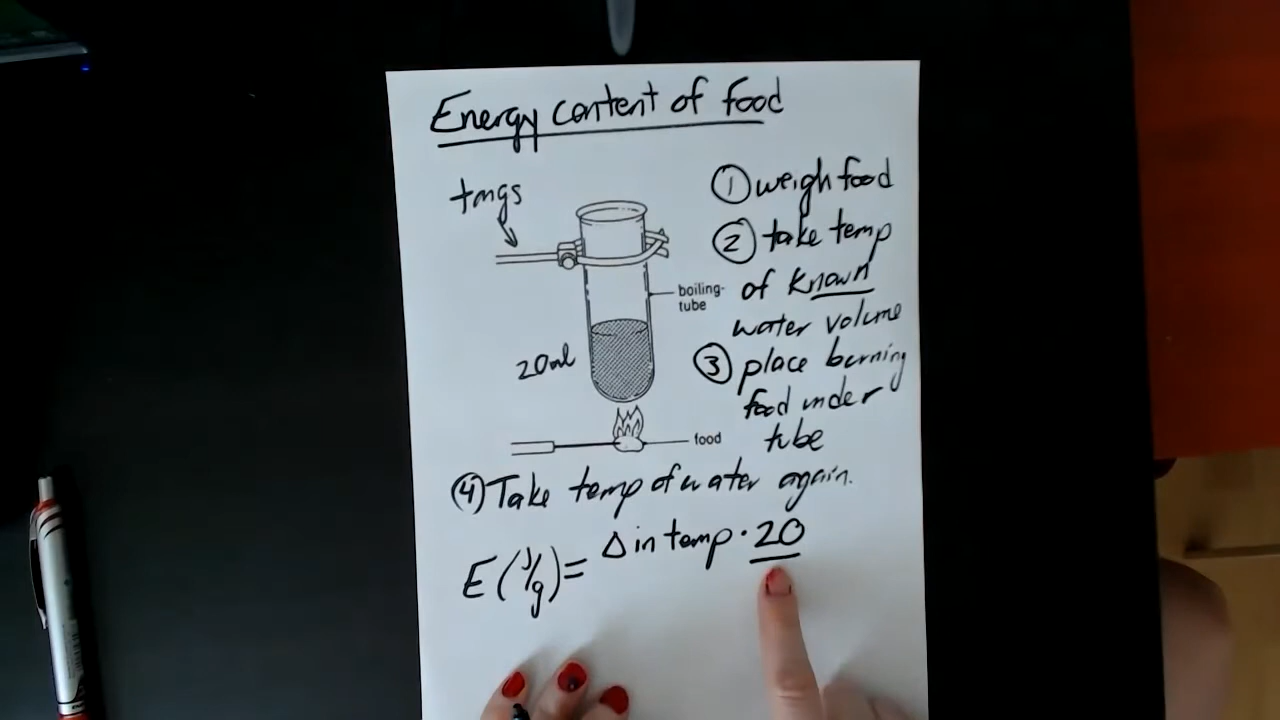 Energy content of food
tmgs
① weigh food
② take temp
of known
water volume
③ place burning
food under
tube
boiling-
tube
20ml
food
④ Take temp of water again.
E (J/g) = Δ in temp · 20